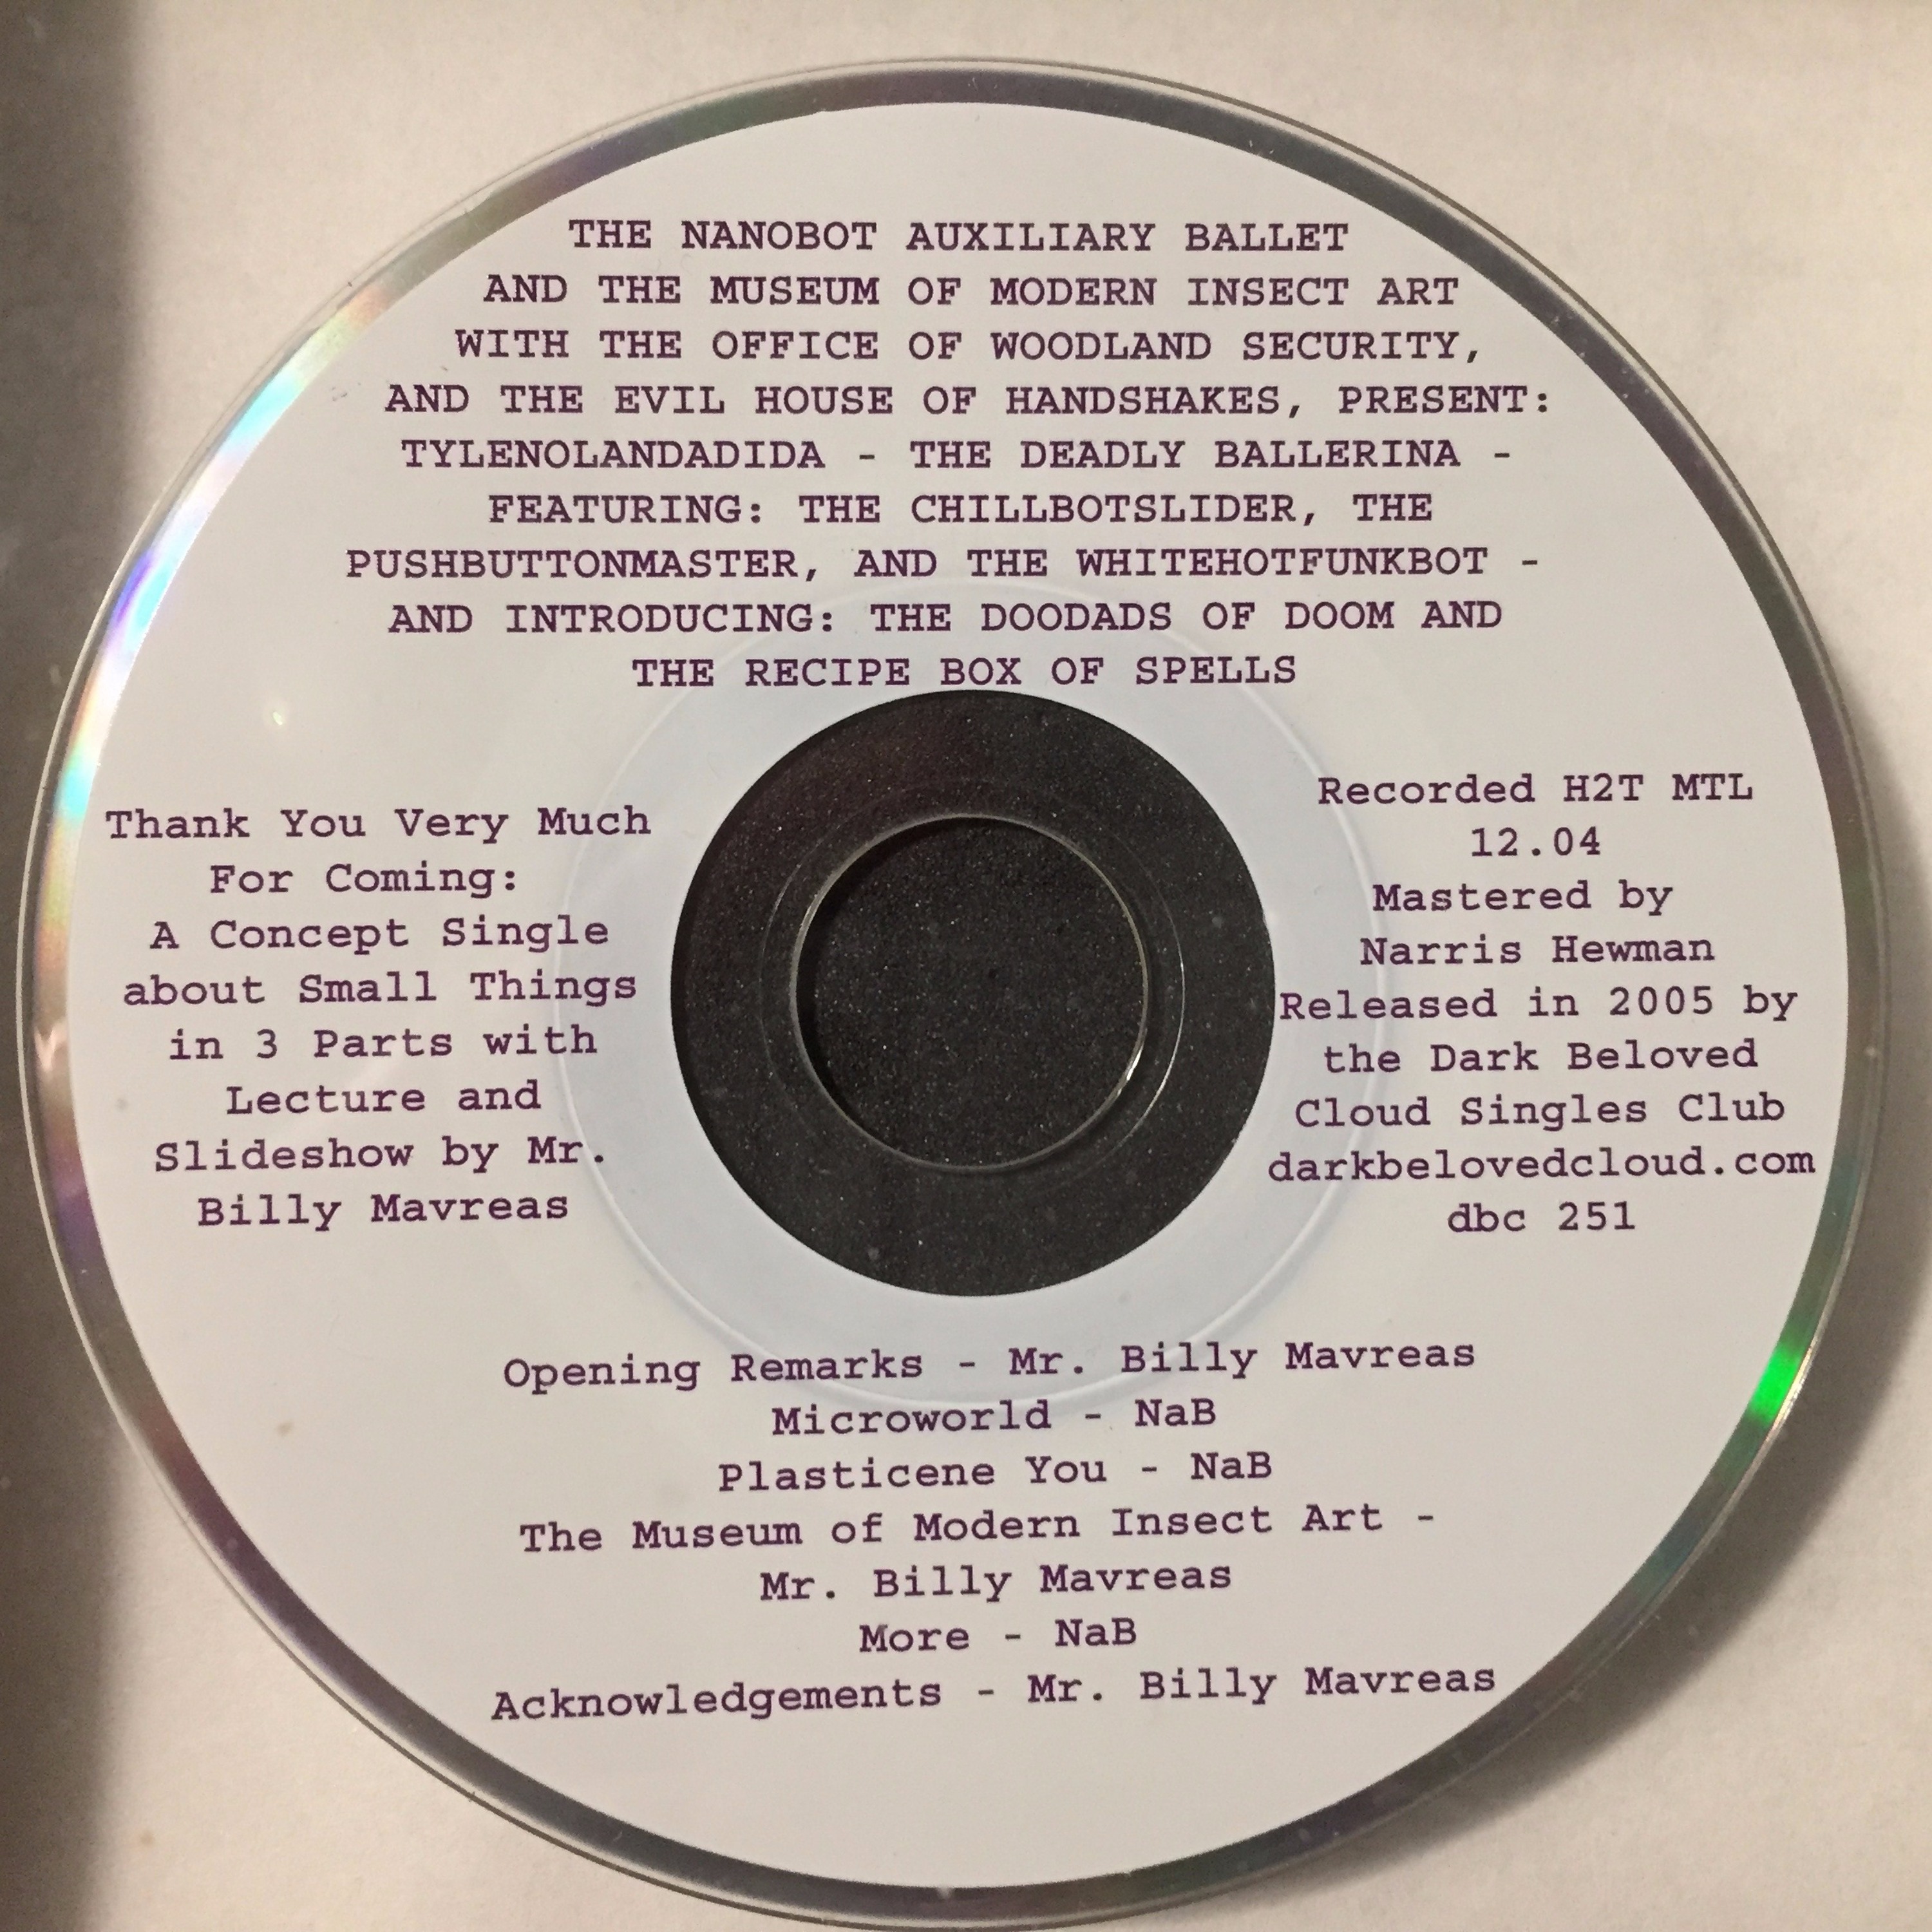 THE NANOBOT AUXILIARY BALLET
AND THE MUSEUM OF MODERN INSECT ART
WITH THE OFFICE OF WOODLAND SECURITY,
AND THE EVIL HOUSE OF HANDSHAKES, PRESENT:
TYLENOLANDADIDA - THE DEADLY BALLERINA -
FEATURING: THE CHILLBOTSLIDER, THE
PUSHBUTTONMASTER, AND THE WHITEHOTFUNKBOT -
AND INTRODUCING: THE DOODADS OF DOOM AND
THE RECIPE BOX OF SPELLS
Thank You Very Much
For Coming:
A Concept Single
about Small Things
in 3 Parts with
Lecture and
Slideshow by Mr.
Billy Mavreas
Recorded H2T MTL
12.04
Mastered by
Narris Hewman
Released in 2005 by
the Dark Beloved
Cloud Singles Club
darkbelovedcloud.com
dbc 251
Opening Remarks - Mr. Billy Mavreas
Microworld - NaB
Plasticene You - NaB
The Museum of Modern Insect Art -
Mr. Billy Mavreas
More - NaB
Acknowledgements - Mr. Billy Mavreas